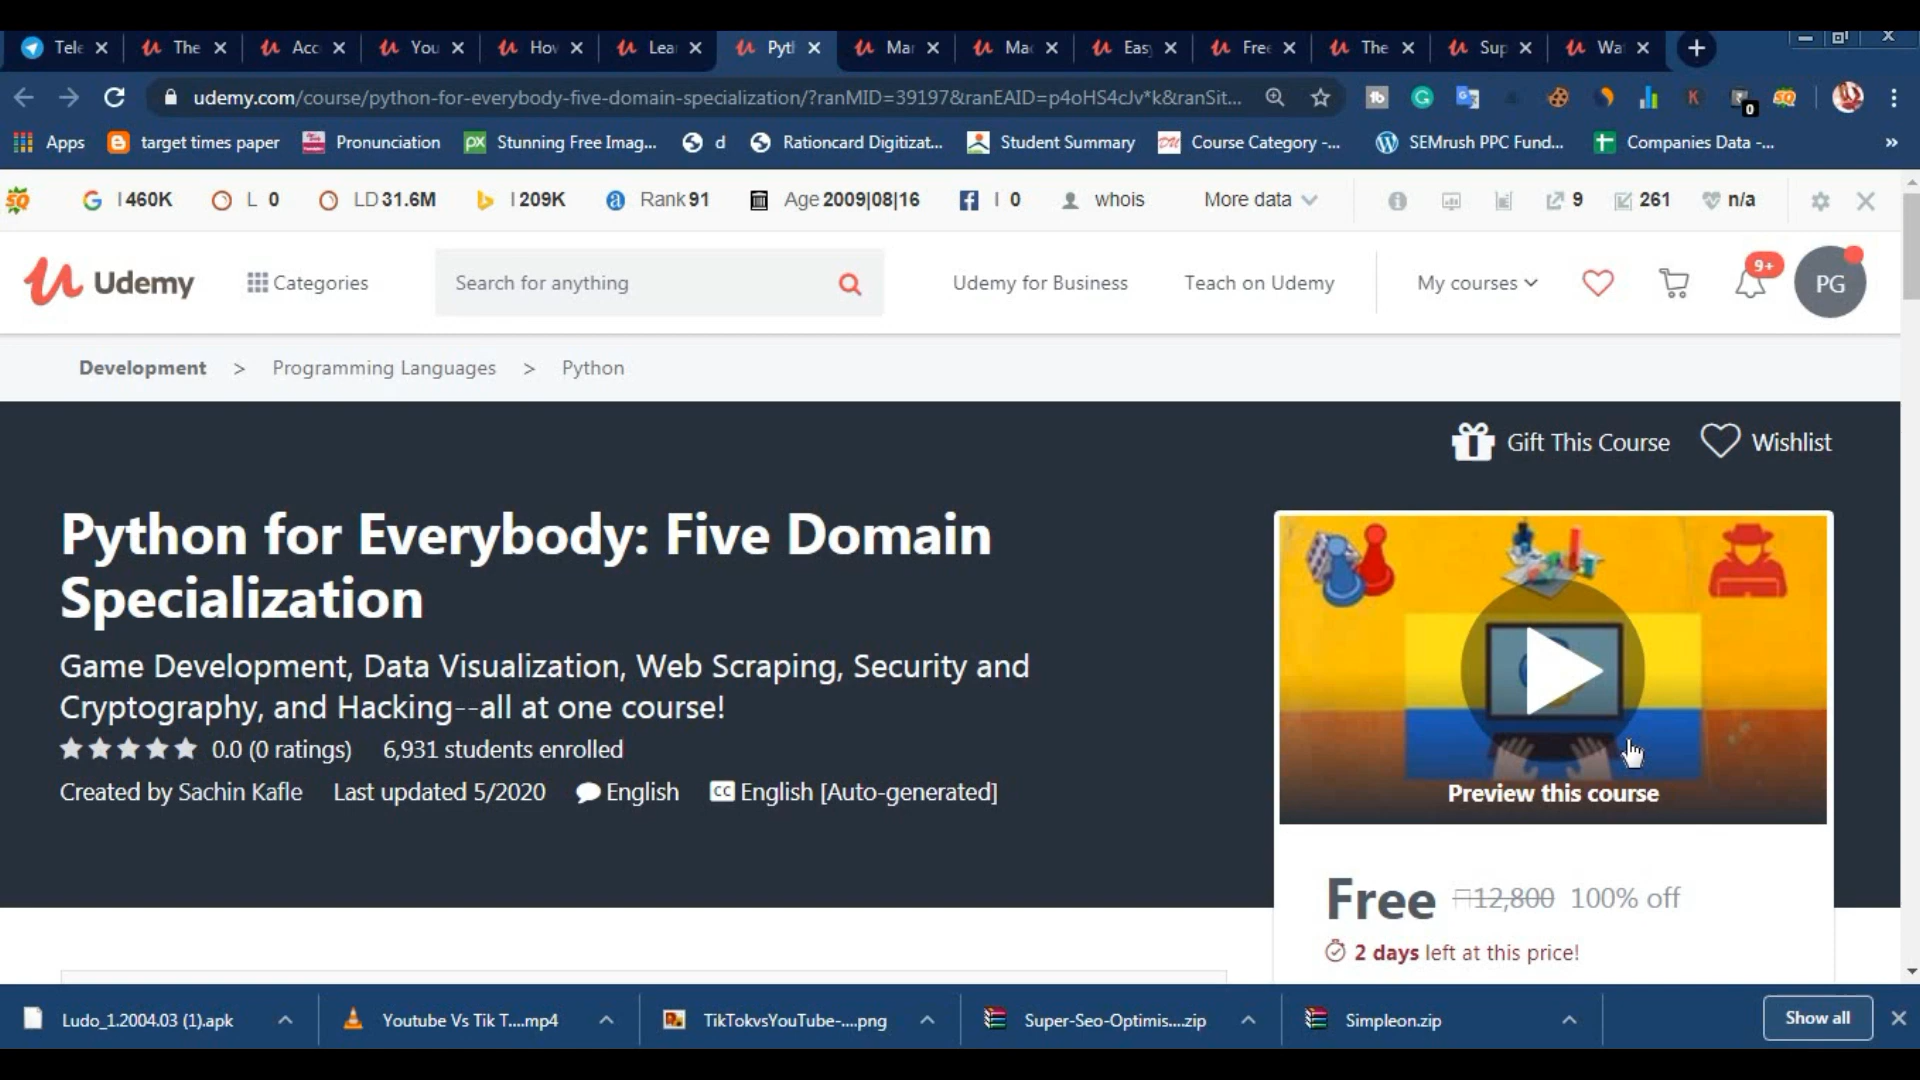 Tele
The
Acc
You
How
Lea
Pyth
Mar
Mac
Easy
Free
The
Sup
Wa
udemy.com/course/python-for-everybody-five-domain-specialization/?ranMID=39197&ranEAID=p4oHS4cJv*k&ranSit...
0
Apps
target times paper
Pronunciation
Stunning Free Imag...
d
Rationcard Digitizat...
Student Summary
Course Category -...
SEMrush PPC Fund...
Companies Data -...
»
SQ
I 460K
L 0
LD 31.6M
I 209K
Rank 91
Age 2009|08|16
I 0
whois
More data
9
261
n/a
Udemy
Categories
Search for anything
Udemy for Business
Teach on Udemy
My courses
9+
PG
Development > Programming Languages > Python
Gift This Course
Wishlist
Python for Everybody: Five Domain
Specialization
Game Development, Data Visualization, Web Scraping, Security and
Cryptography, and Hacking--all at one course!
0.0 (0 ratings) 6,931 students enrolled
Created by Sachin Kafle Last updated 5/2020 English CC English [Auto-generated]
Preview this course
Free 12,800 100% off
2 days left at this price!
Ludo_1.2004.03 (1).apk
Youtube Vs Tik T....mp4
TikTokvsYouTube-....png
Super-Seo-Optimis....zip
Simpleon.zip
Show all